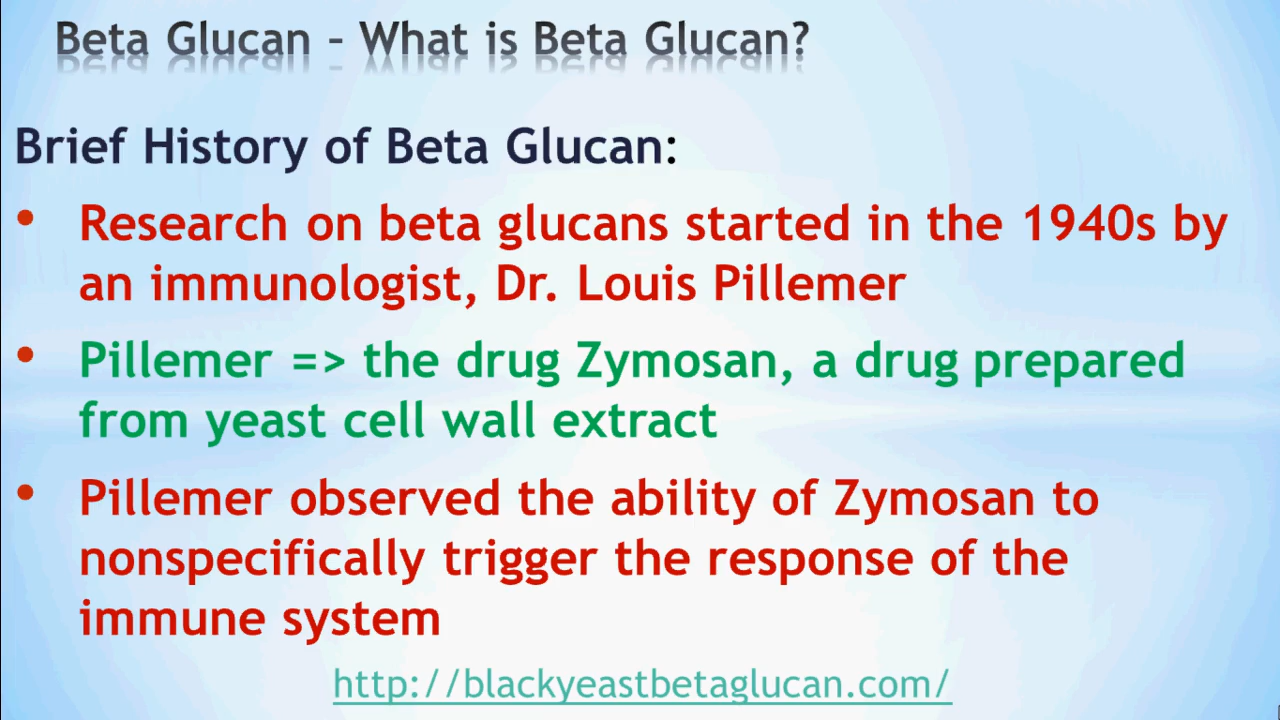 Beta Glucan – What is Beta Glucan?
Brief History of Beta Glucan:
• Research on beta glucans started in the 1940s by
an immunologist, Dr. Louis Pillemer
• Pillemer => the drug Zymosan, a drug prepared
from yeast cell wall extract
• Pillemer observed the ability of Zymosan to
nonspecifically trigger the response of the
immune system
http://blackyeastbetaglucan.com/